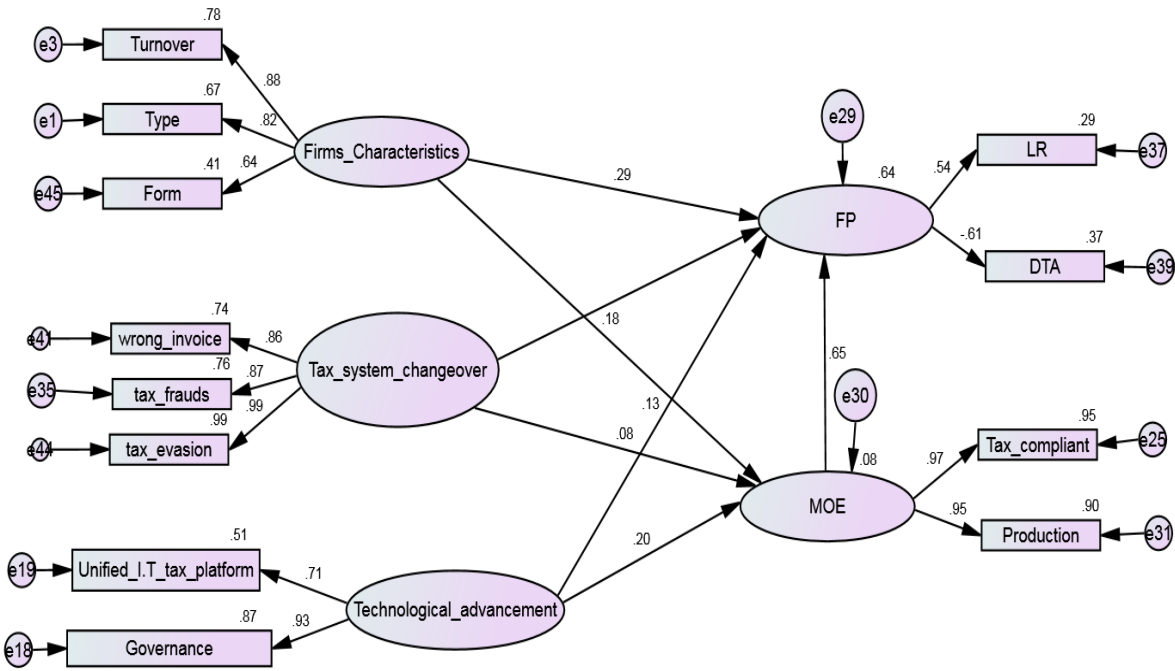 .78
e3
Turnover
.88
.67
e1
Type
.82
.41
.64
e45
Form
Firms_Characteristics
.29
.18
e29
.64
FP
.54
.29
LR
e37
-.61
.37
DTA
e39
.74
e41
wrong_invoice
.86
.76
e35
tax_frauds
.87
.99
.99
e44
tax_evasion
Tax_system_changeover
.08
.13
.65
e30
.08
MOE
.97
.95
Tax_compliant
e25
.95
.90
Production
e31
.51
e19
Unified_I.T_tax_platform
.71
.87
.93
e18
Governance
Technological_advancement
.20